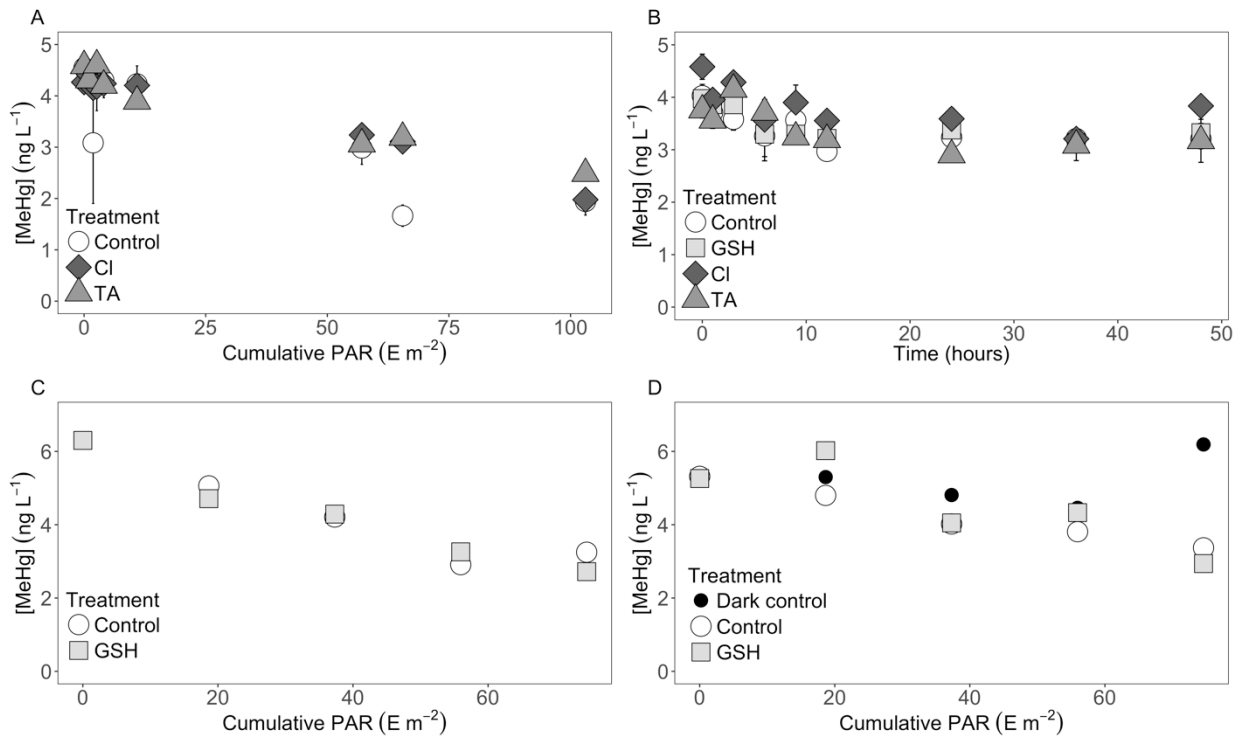 A
[MeHg] (ng L⁻¹)
5
4
3
2
1
0
Treatment
Control
Cl
TA
0 25 50 75 100
Cumulative PAR (E m⁻²)
B
[MeHg] (ng L⁻¹)
5
4
3
2
1
0
Treatment
Control
GSH
Cl
TA
0 10 20 30 40 50
Time (hours)
C
[MeHg] (ng L⁻¹)
6
4
2
0
Treatment
Control
GSH
0 20 40 60
Cumulative PAR (E m⁻²)
D
[MeHg] (ng L⁻¹)
6
4
2
0
Treatment
Dark control
Control
GSH
0 20 40 60
Cumulative PAR (E m⁻²)